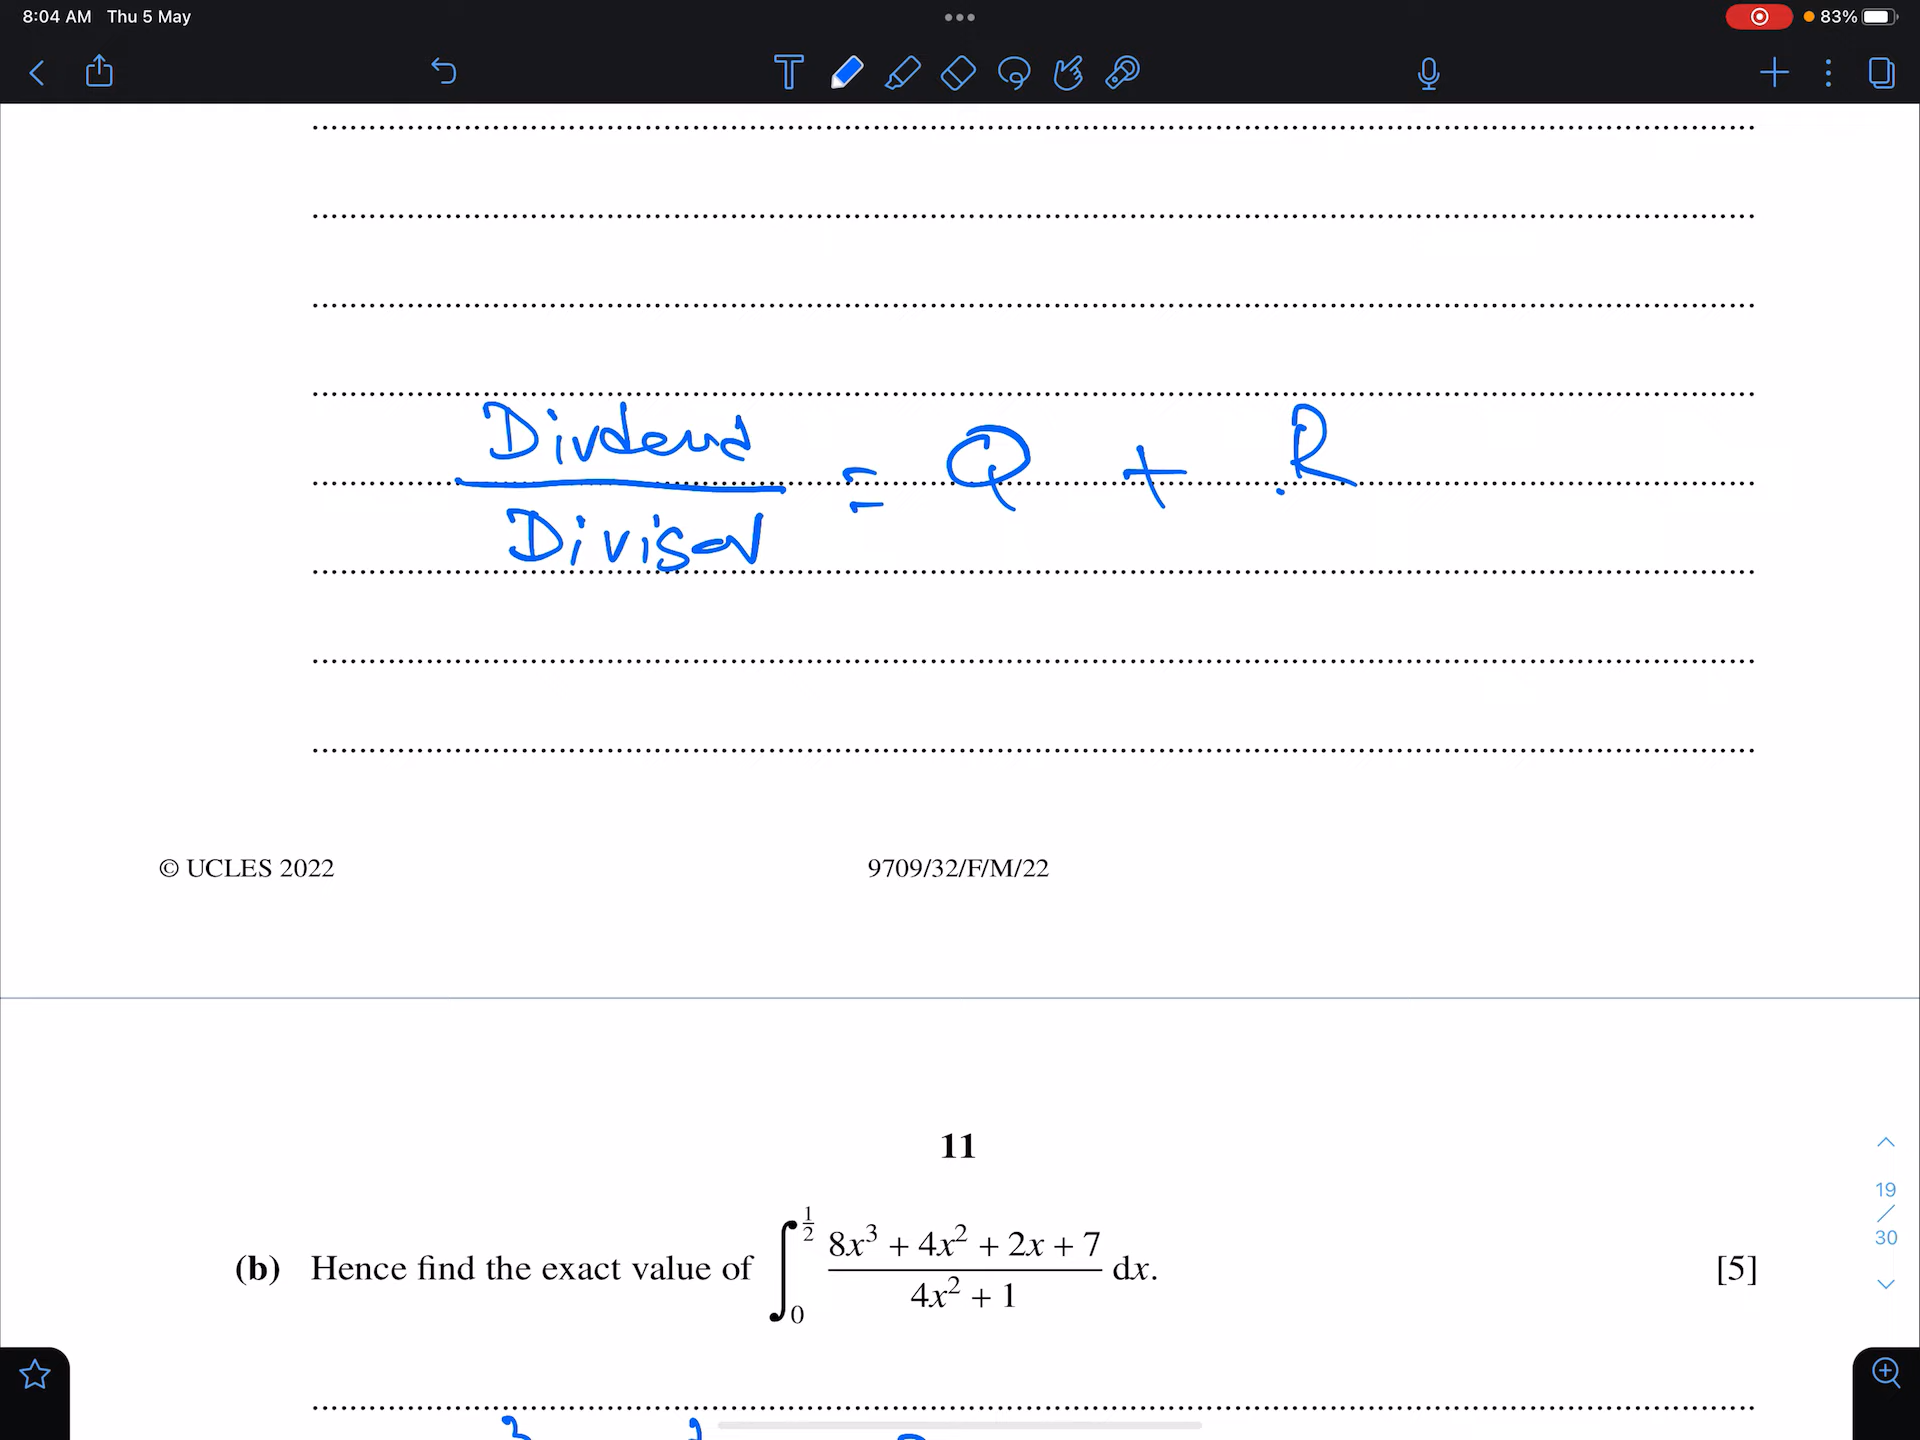 8:04 AM Thu 5 May
83%
Divdend
Divisor
= Q + R
© UCLES 2022
9709/32/F/M/22
11
(b) Hence find the exact value of ∫₀^½ (8x³ + 4x² + 2x + 7)/(4x² + 1) dx. [5]
19
/
30